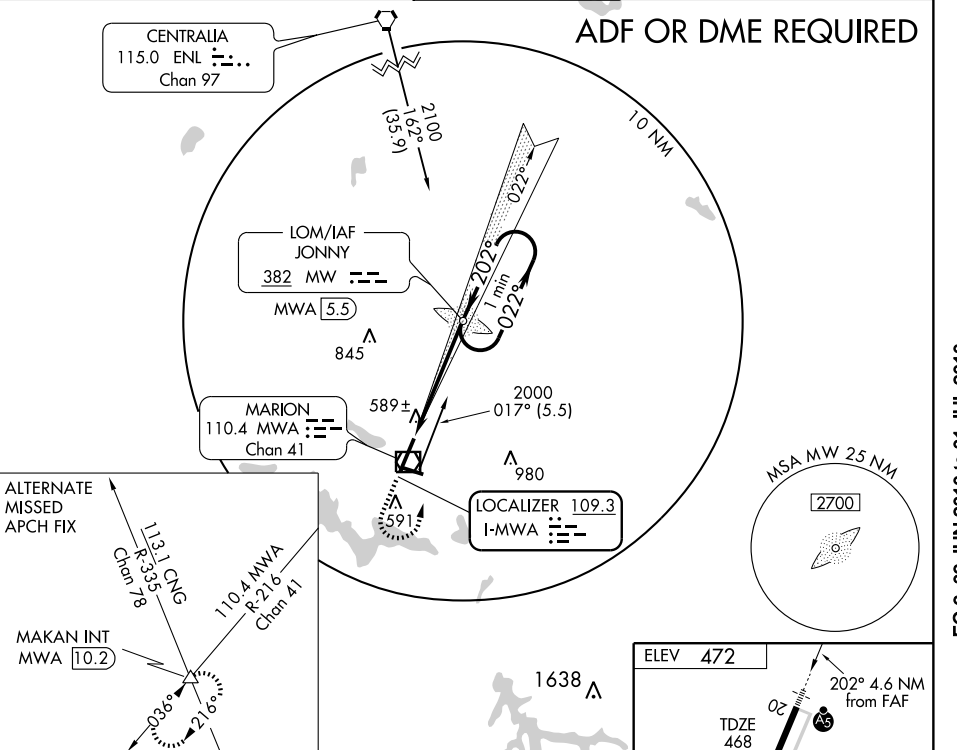 ADF OR DME REQUIRED
CENTRALIA
115.0 ENL
Chan 97
2100
162°
(35.9)
10 NM
022°
LOM/IAF
JONNY
382 MW
MWA 5.5
202°
1 min
022°
845
589±
2000
017° (5.5)
MARION
110.4 MWA
Chan 41
980
LOCALIZER 109.3
I-MWA
591
MSA MW 25 NM
2700
ALTERNATE
MISSED
APCH FIX
113.1 CNG
R-335
Chan 78
110.4 MWA
R-216
Chan 41
MAKAN INT
MWA 10.2
036°
216°
1638
ELEV 472
202° 4.6 NM
from FAF
20
A5
TDZE
468